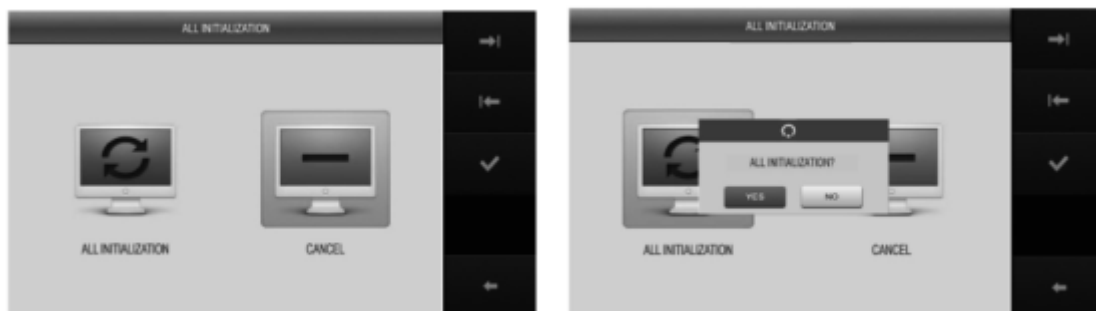 ALL INITIALIZATION
ALL INITIALIZATION
CANCEL
ALL INITIALIZATION
ALL INITIALIZATION?
YES
NO
ALL INITIALIZATION
CANCEL